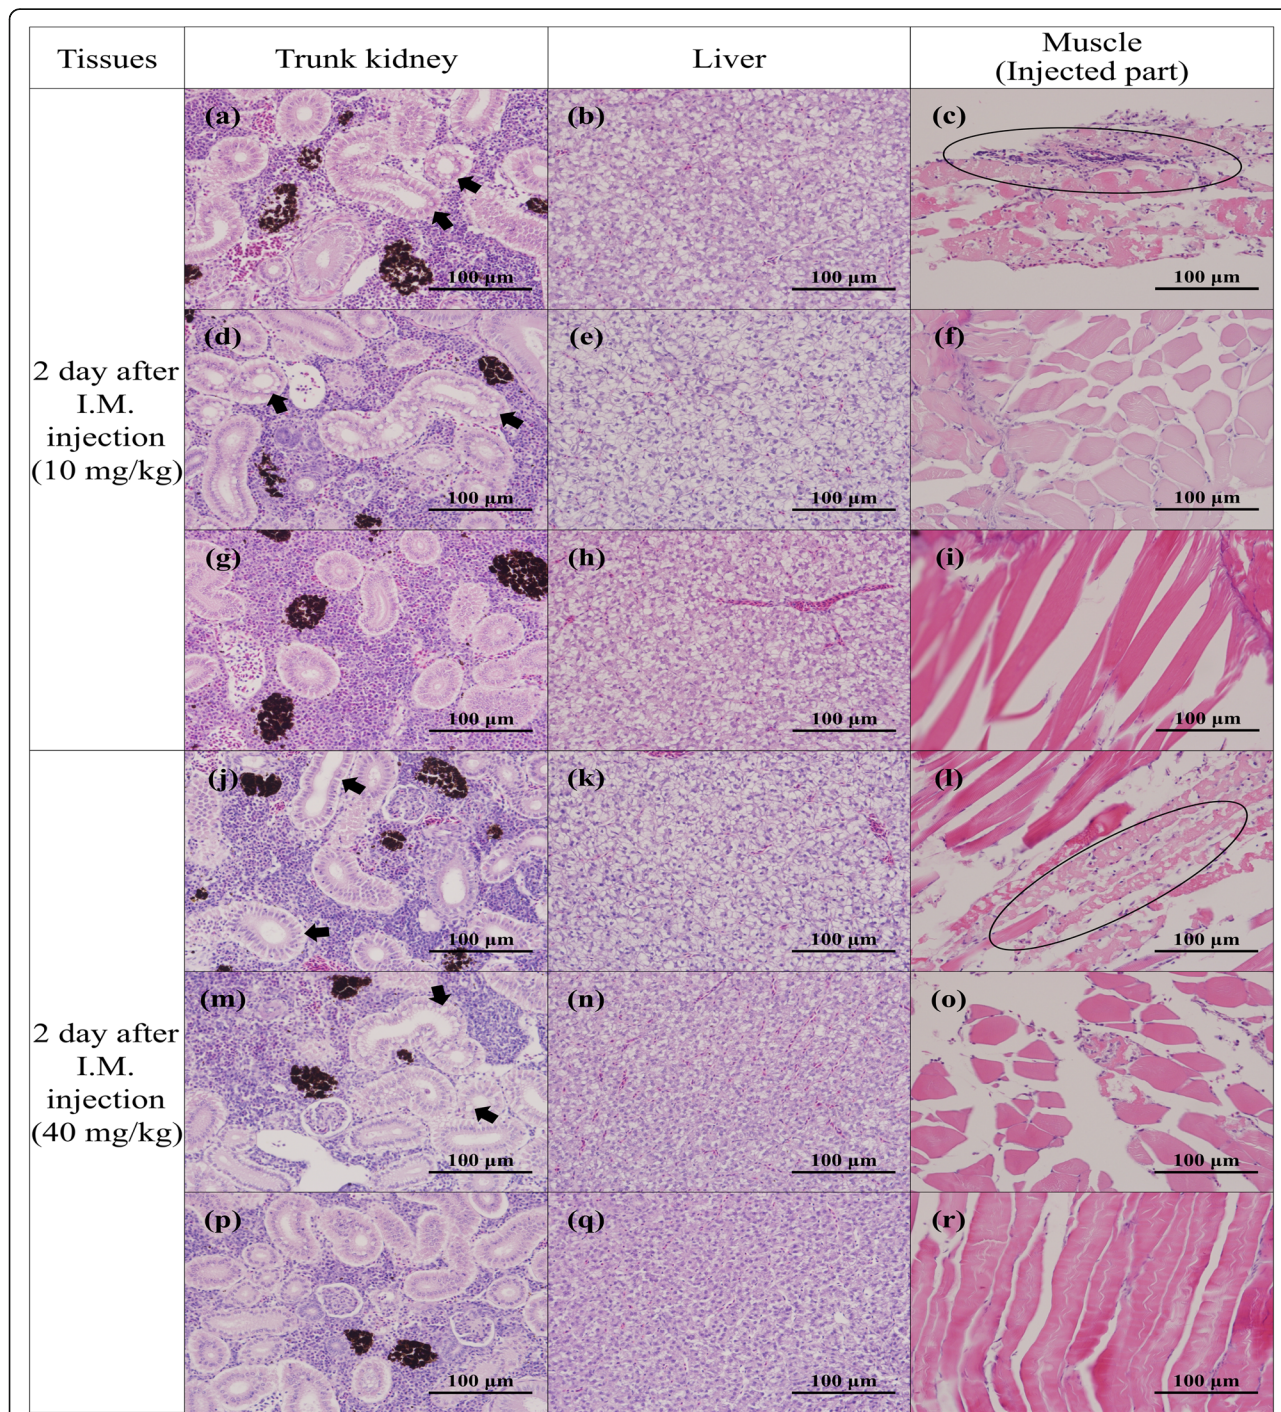 Tissues
Trunk kidney
Liver
Muscle
(Injected part)
2 day after
I.M.
injection
(10 mg/kg)
(a)
100 μm
(b)
100 μm
(c)
100 μm
(d)
100 μm
(e)
100 μm
(f)
100 μm
(g)
100 μm
(h)
100 μm
(i)
100 μm
2 day after
I.M.
injection
(40 mg/kg)
(j)
100 μm
(k)
100 μm
(l)
100 μm
(m)
100 μm
(n)
100 μm
(o)
100 μm
(p)
100 μm
(q)
100 μm
(r)
100 μm